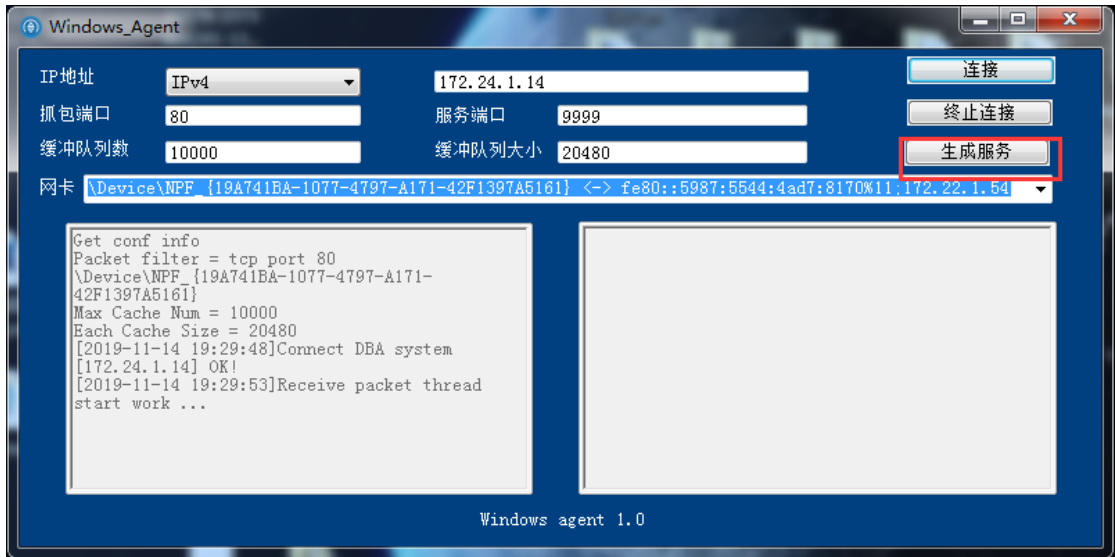 Windows_Agent
IP地址 IPv4 172.24.1.14 连接
抓包端口 80 服务端口 9999 终止连接
缓冲队列数 10000 缓冲队列大小 20480 生成服务
网卡 \Device\NPF_{19A741BA-1077-4797-A171-42F1397A5161} <-> fe80::5987:5544:4ad7:8170%11;172.22.1.54
Get conf info
Packet filter = tcp port 80
\Device\NPF_{19A741BA-1077-4797-A171-
42F1397A5161}
Max Cache Num = 10000
Each Cache Size = 20480
[2019-11-14 19:29:48]Connect DBA system
[172.24.1.14] OK!
[2019-11-14 19:29:53]Receive packet thread
start work ...
Windows agent 1.0